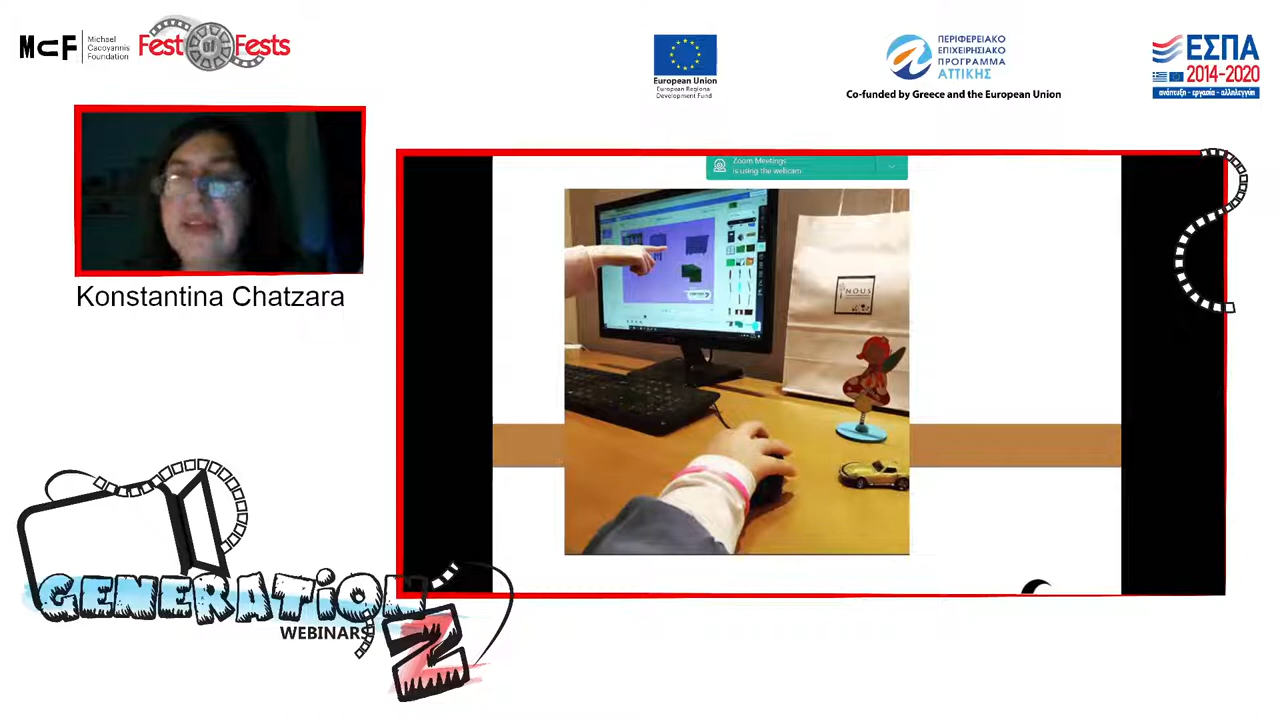 MCF
Michael
Cacoyannis
Foundation
Fest of Fests
European Union
European Regional
Development Fund
ΠΕΡΙΦΕΡΕΙΑΚΟ
ΕΠΙΧΕΙΡΗΣΙΑΚΟ
ΠΡΟΓΡΑΜΜΑ
ΑΤΤΙΚΗΣ
Co-funded by Greece and the European Union
ΕΣΠΑ
2014-2020
ανάπτυξη - εργασία - αλληλεγγύη
Zoom Meetings
is using the webcam
NOUS
Konstantina Chatzara
GENERATiON
WEBINARS
Z